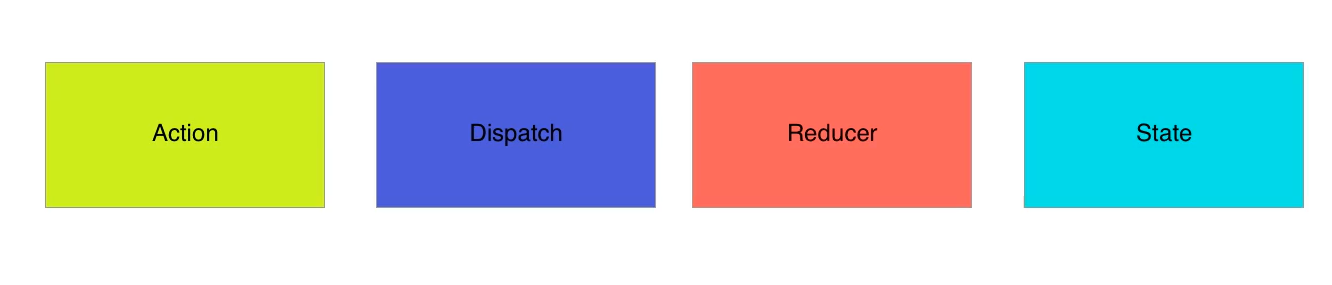 Action
Dispatch
Reducer
State